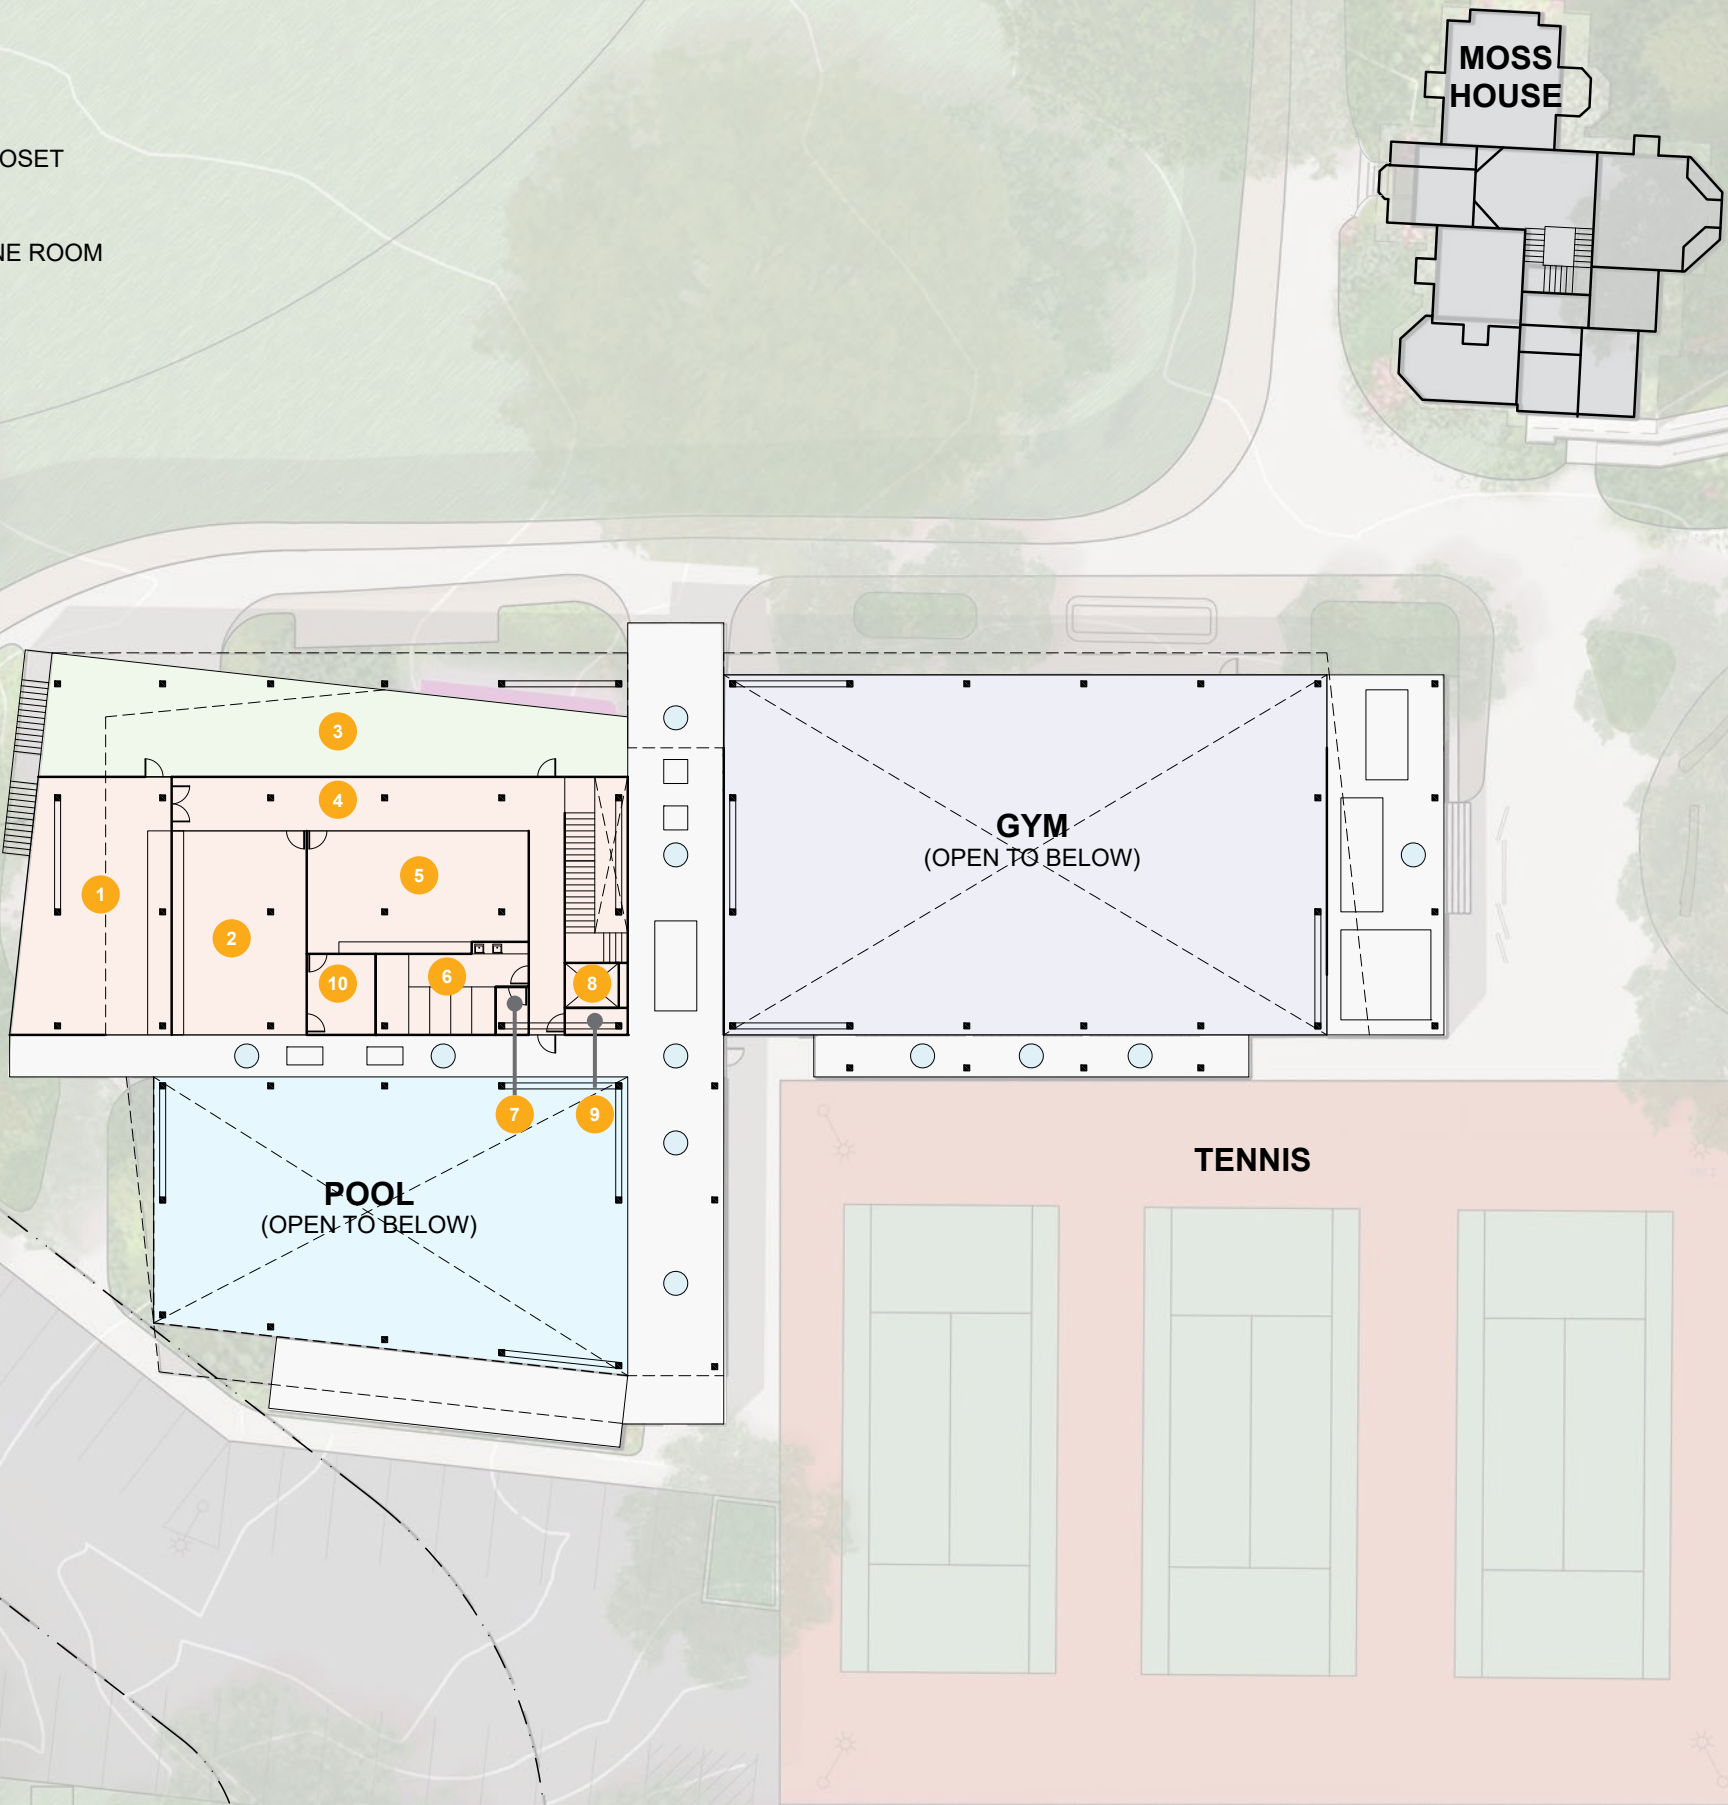 MOSS
HOUSE
OSET
NE ROOM
3
4
GYM
(OPEN TO BELOW)
5
1
2
6
10
8
7
9
TENNIS
POOL
(OPEN TO BELOW)